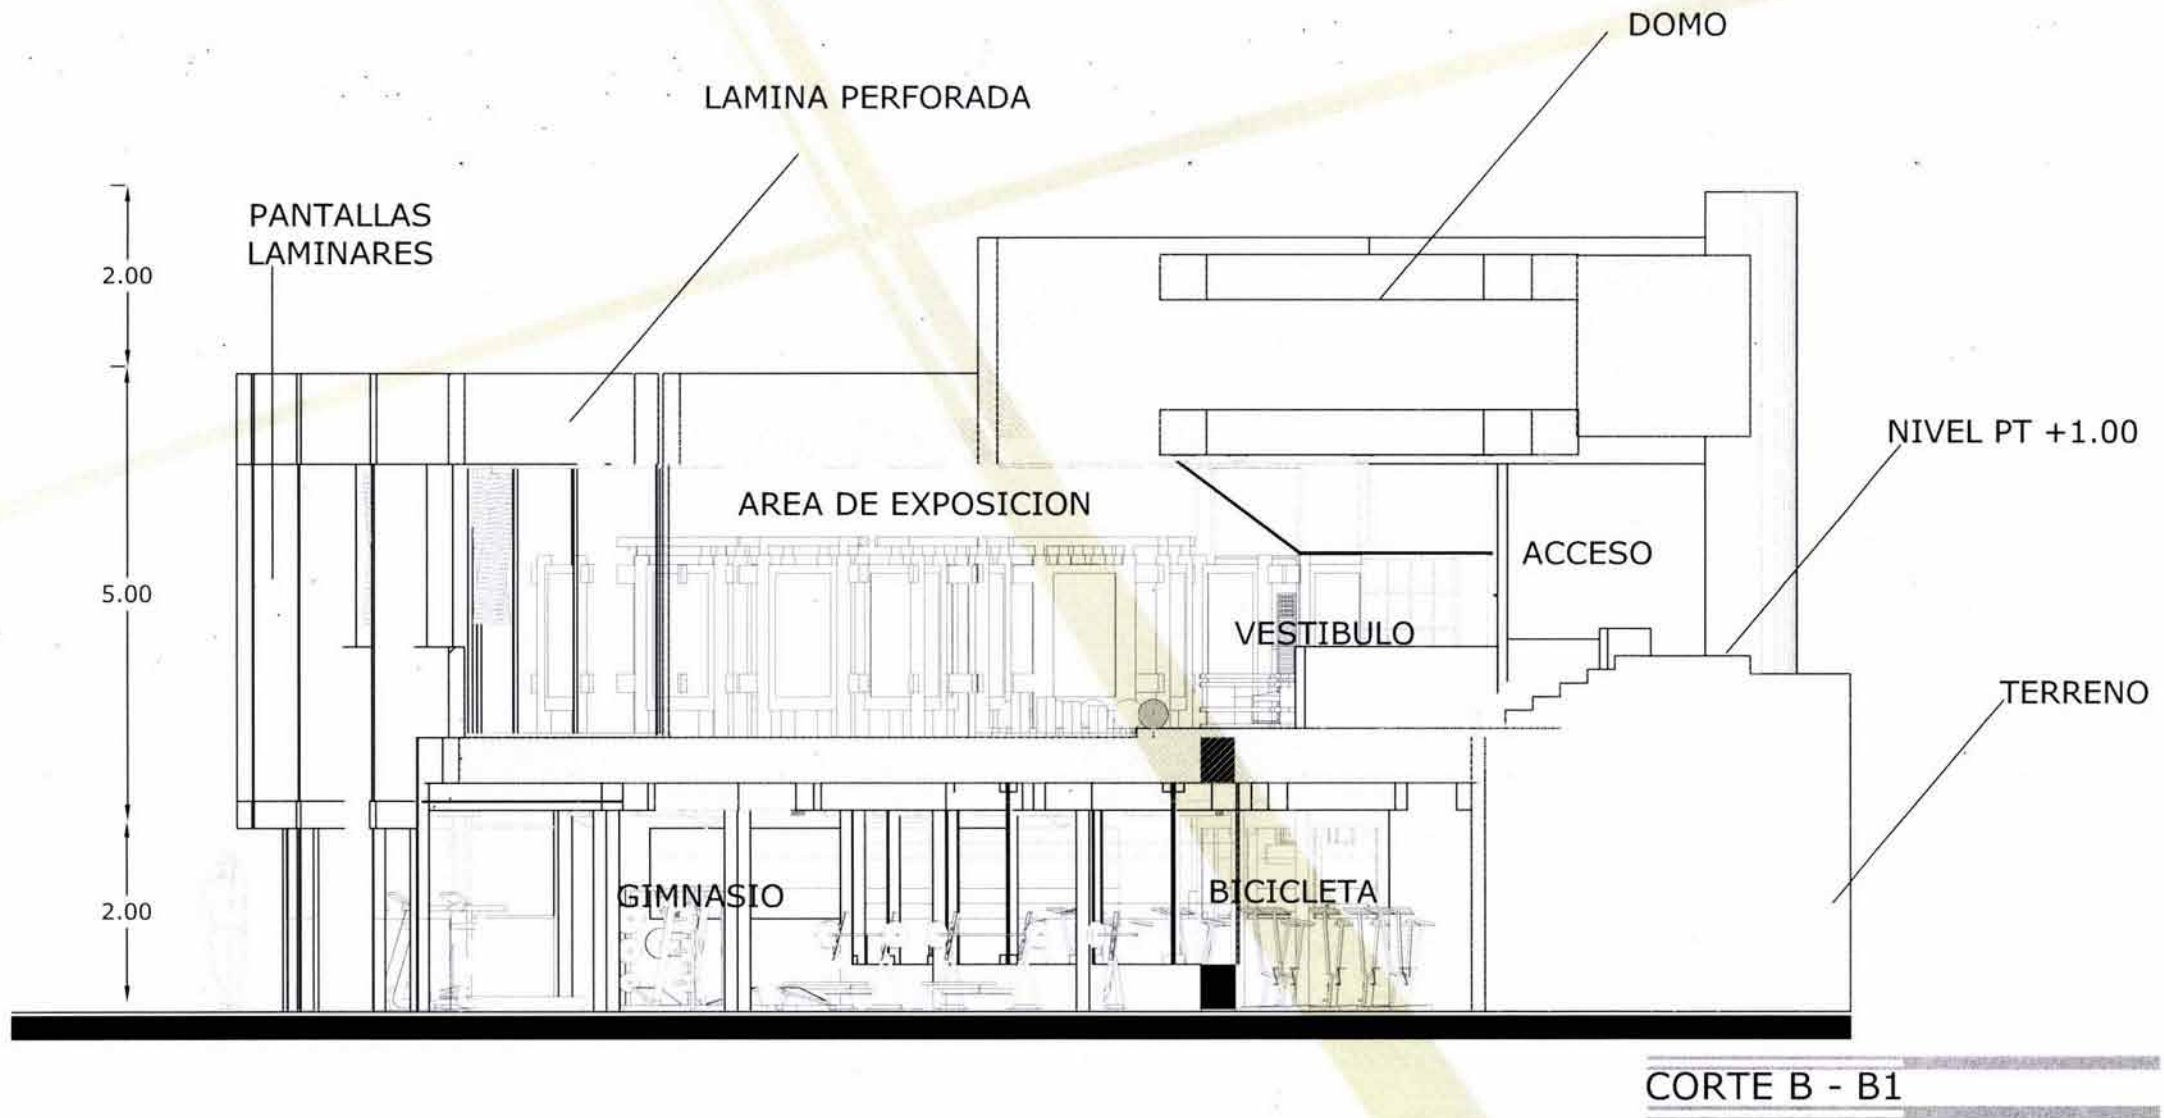 DOMO
LAMINA PERFORADA
PANTALLAS
LAMINARES
2.00
NIVEL PT +1.00
AREA DE EXPOSICION
ACCESO
5.00
VESTIBULO
TERRENO
GIMNASIO
BICICLETA
2.00
CORTE B - B1